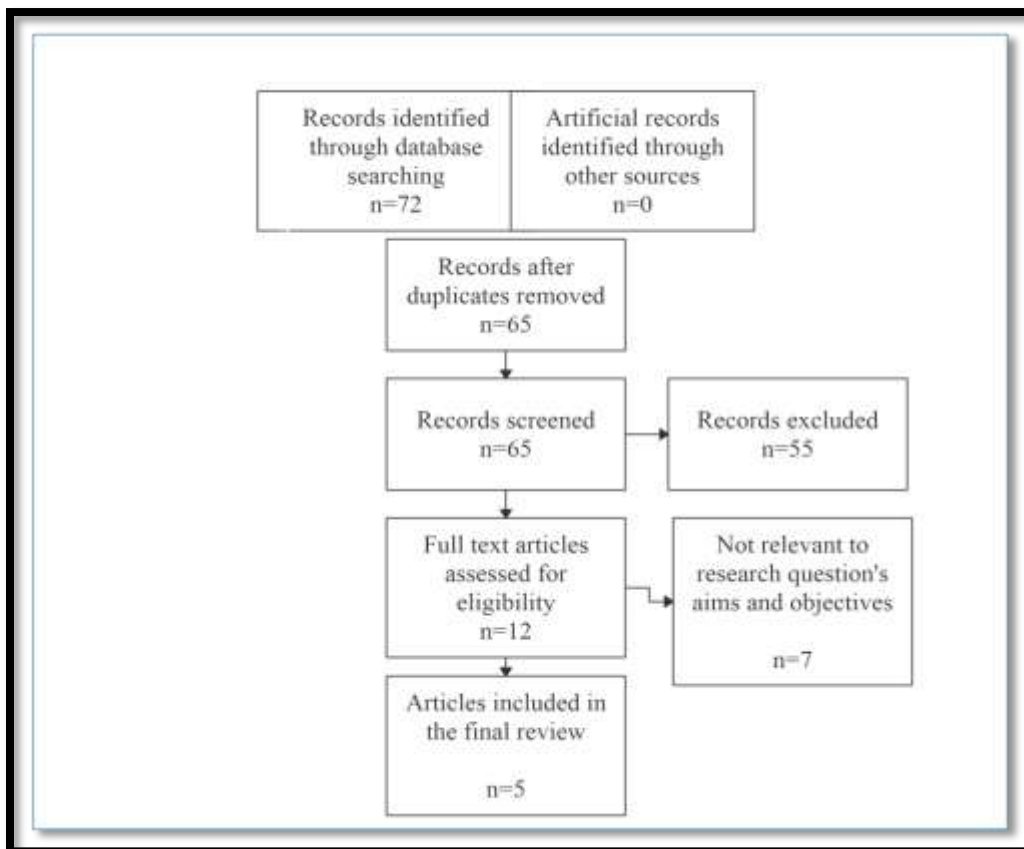 Records identified
through database
searching
n=72
Artificial records
identified through
other sources
n=0
Records after
duplicates removed
n=65
Records screened
n=65
Records excluded
n=55
Full text articles
assessed for
eligibility
n=12
Not relevant to
research question's
aims and objectives
n=7
Articles included in
the final review
n=5